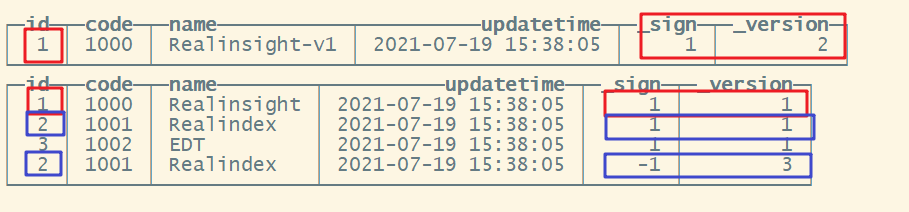 id code name updatetime _sign _version
1 1000 Realinsight-v1 2021-07-19 15:38:05 1 2
id code name updatetime _sign _version
1 1000 Realinsight 2021-07-19 15:38:05 1 1
2 1001 Realindex 2021-07-19 15:38:05 1 1
3 1002 EDT 2021-07-19 15:38:05 1 1
2 1001 Realindex 2021-07-19 15:38:05 -1 3